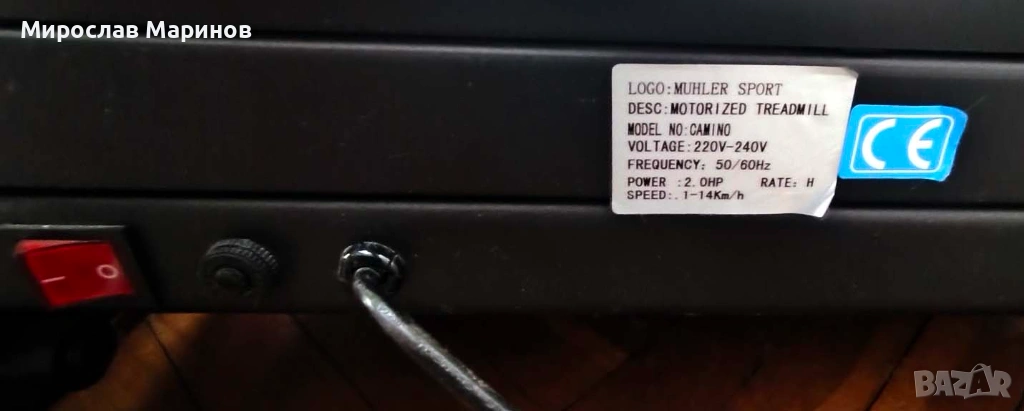 Мирослав Маринов
LOGO:MUHLER SPORT
DESC:MOTORIZED TREADMILL
MODEL NO:CAMINO
VOLTAGE:220V-240V
FREQUENCY: 50/60Hz
POWER :2.0HP RATE: H
SPEED:. 1-14Km/h
CE
I O
BAZAR